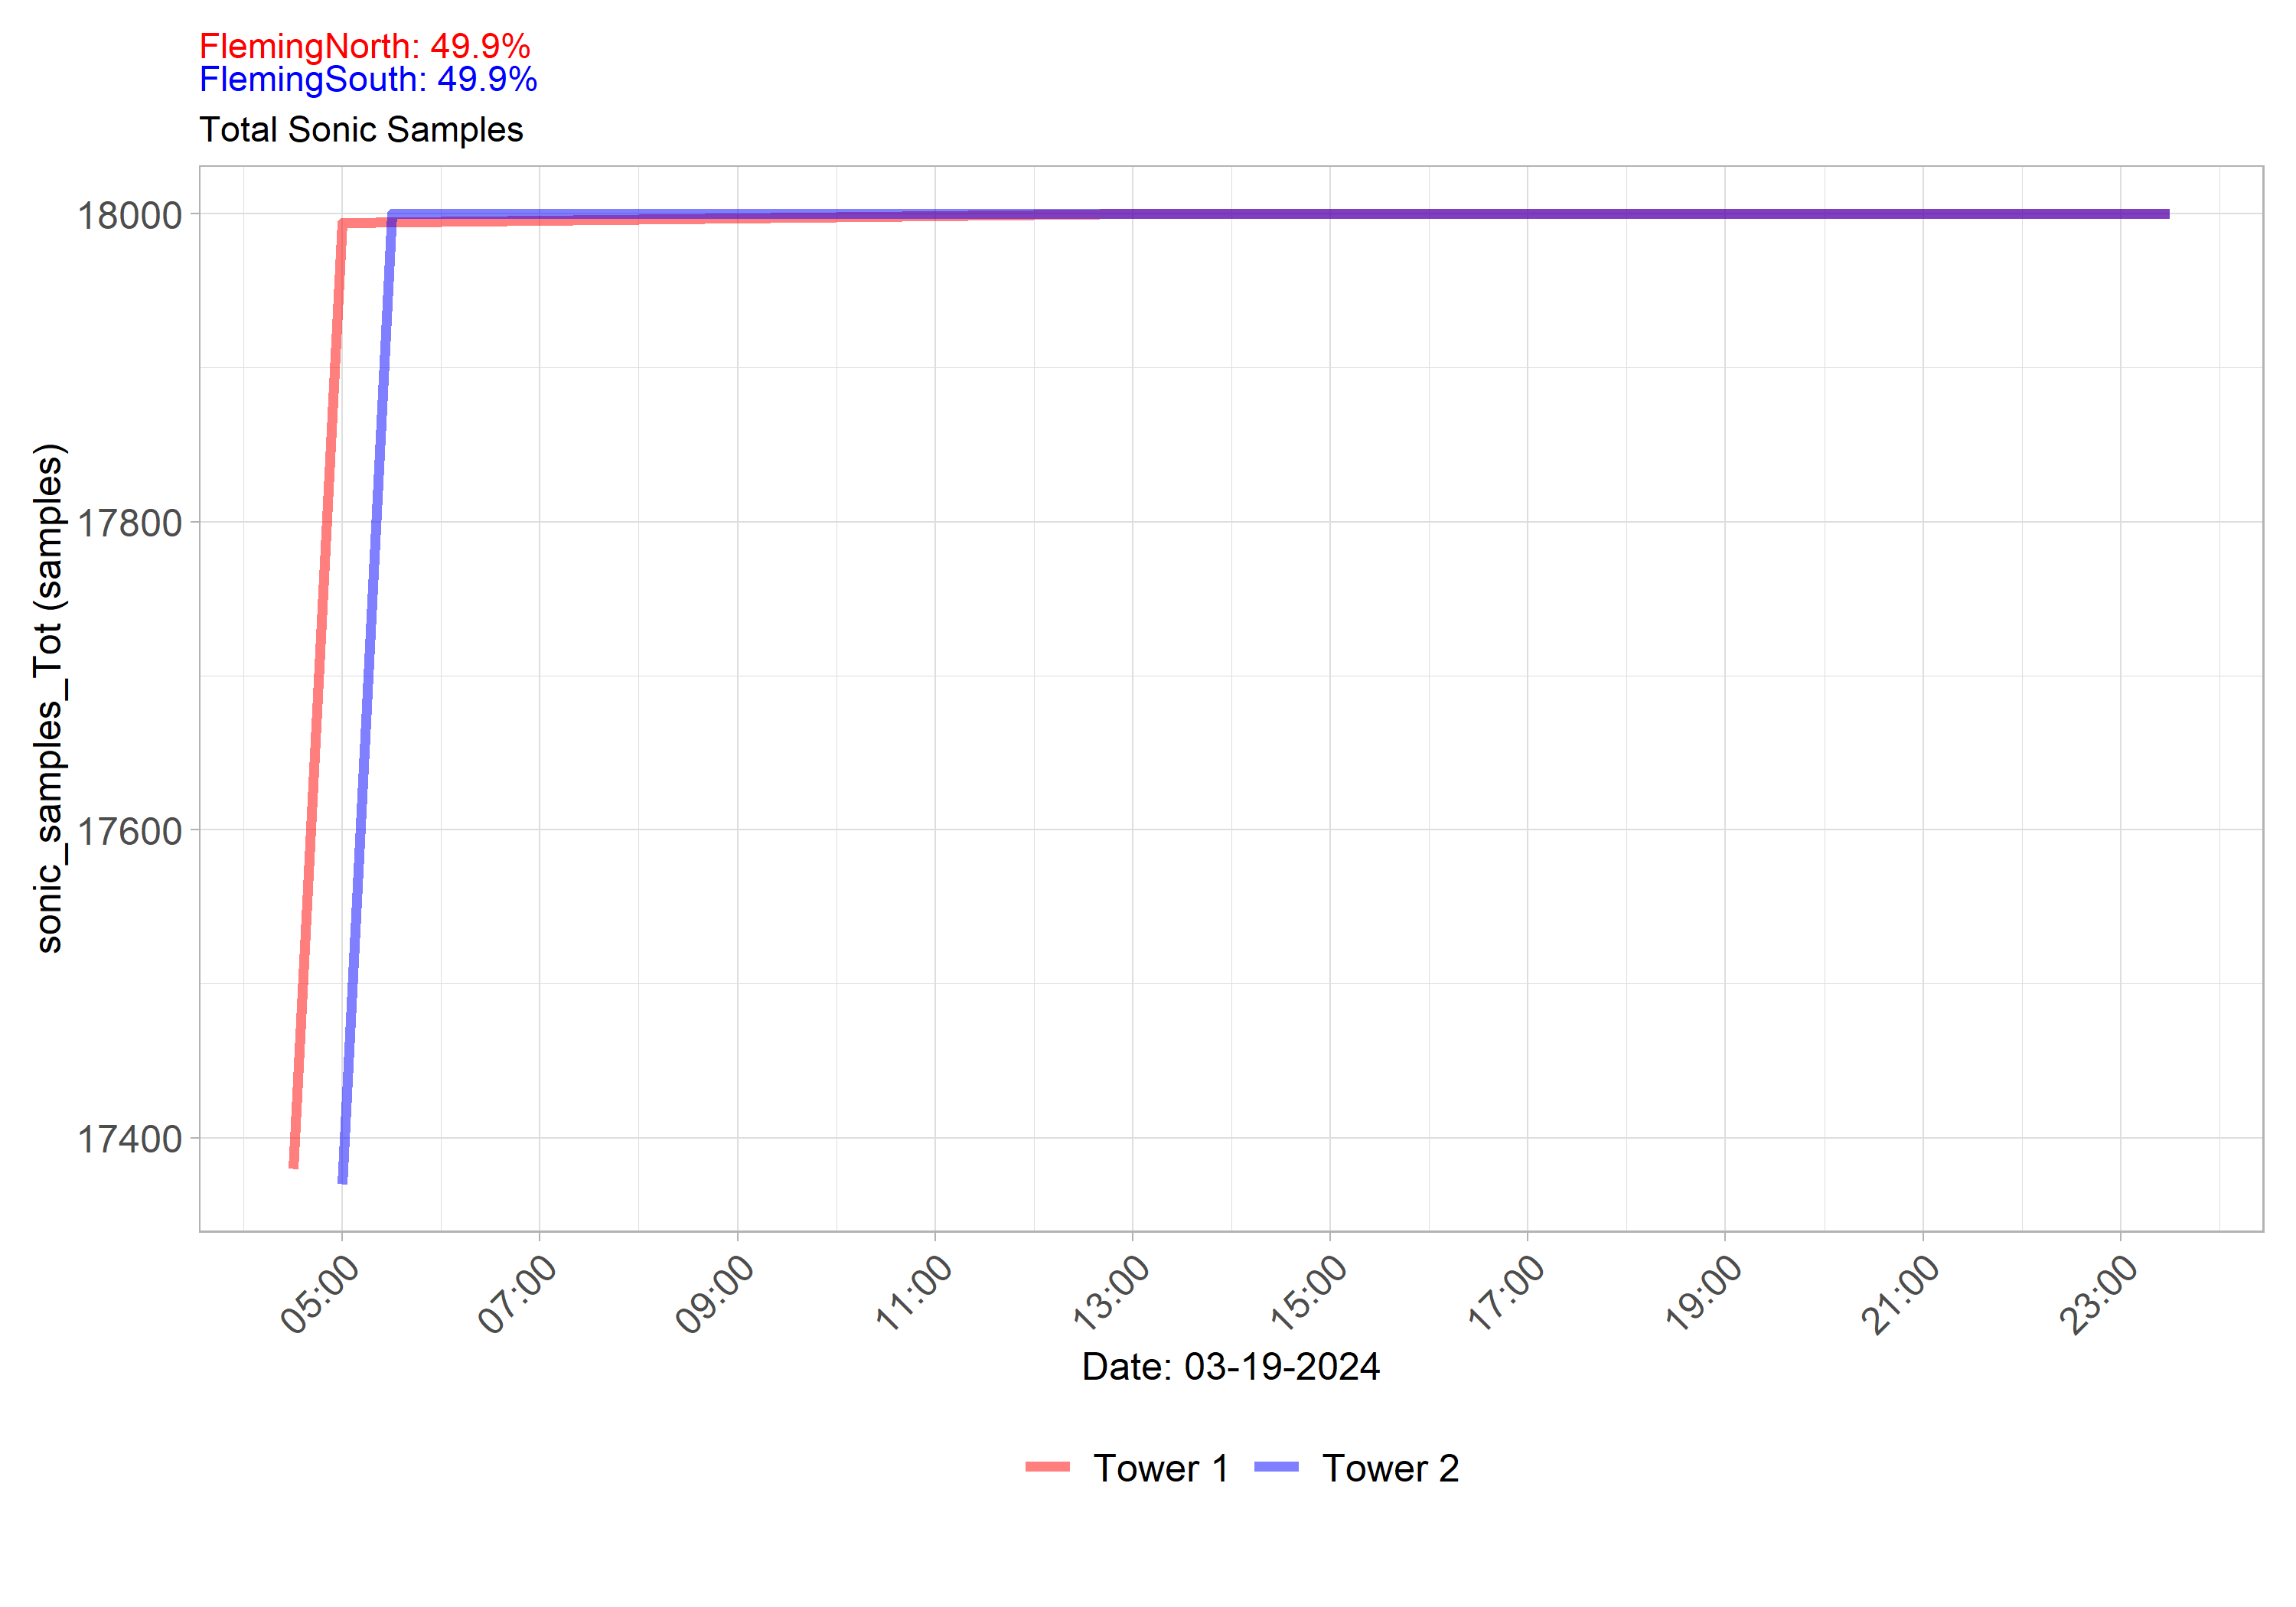 FlemingNorth: 49.9%
FlemingSouth: 49.9%
Total Sonic Samples
sonic_samples_Tot (samples)
18000
17800
17600
17400
05:00
07:00
09:00
11:00
13:00
15:00
17:00
19:00
21:00
23:00
Date: 03-19-2024
Tower 1
Tower 2